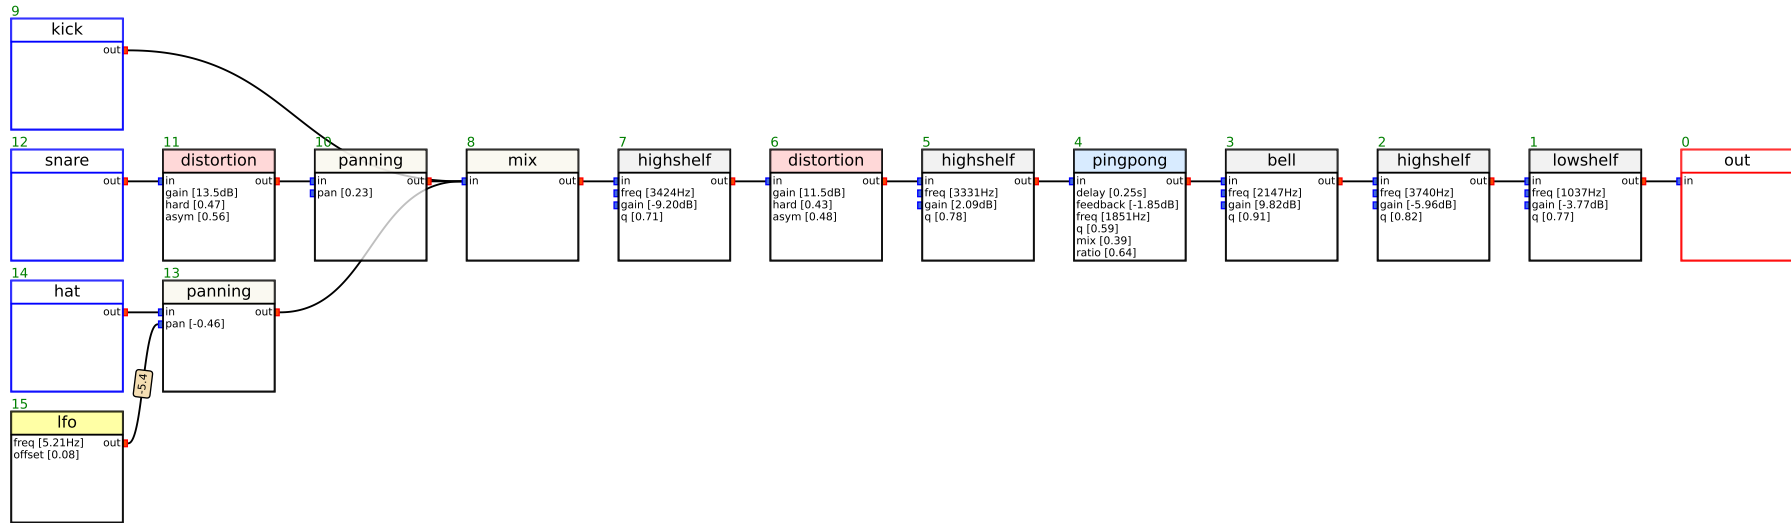 9
kick
out
12
snare
out
11
distortion
in out
gain [13.5dB]
hard [0.47]
asym [0.56]
10
panning
in out
pan [0.23]
8
mix
in out
7
highshelf
in out
freq [3424Hz]
gain [-9.20dB]
q [0.71]
6
distortion
in out
gain [11.5dB]
hard [0.43]
asym [0.48]
5
highshelf
in out
freq [3331Hz]
gain [2.09dB]
q [0.78]
4
pingpong
in out
delay [0.25s]
feedback [-1.85dB]
freq [1851Hz]
q [0.59]
mix [0.39]
ratio [0.64]
3
bell
in out
freq [2147Hz]
gain [9.82dB]
q [0.91]
2
highshelf
in out
freq [3740Hz]
gain [-5.96dB]
q [0.82]
1
lowshelf
in out
freq [1037Hz]
gain [-3.77dB]
q [0.77]
0
out
in
14
hat
out
13
panning
in out
pan [-0.46]
-5.4
15
lfo
freq [5.21Hz] out
offset [0.08]